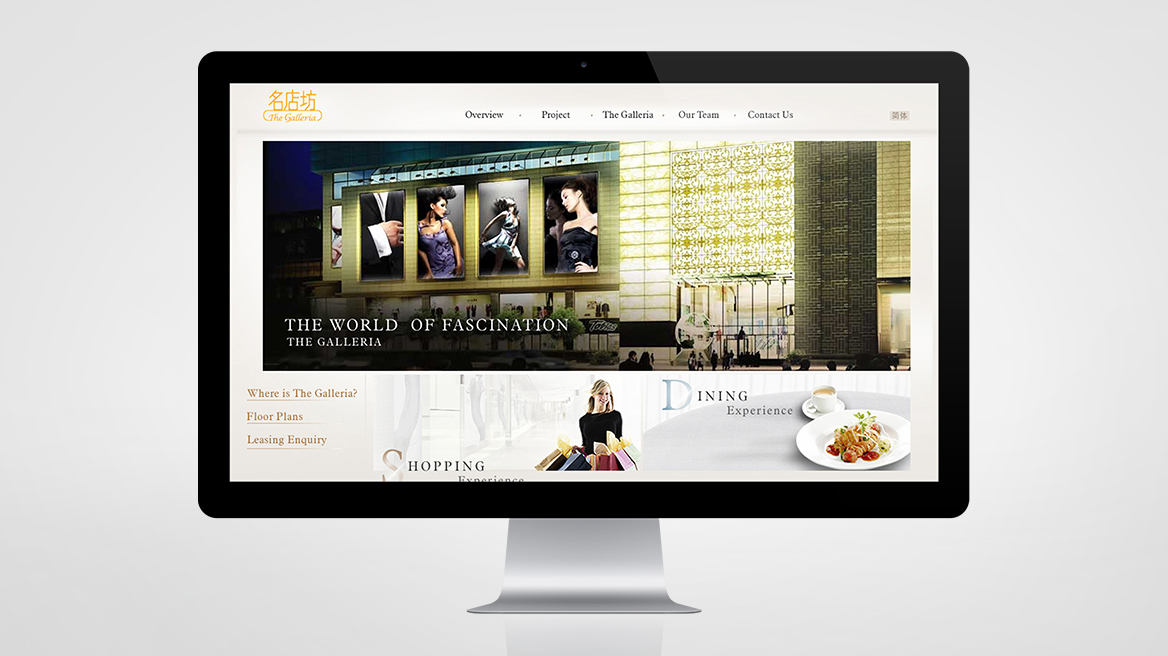 名店坊
The Galleria
Overview
Project
The Galleria
Our Team
Contact Us
简体
THE WORLD OF FASCINATION
THE GALLERIA
Where is The Galleria?
Floor Plans
Leasing Enquiry
SHOPPING
Experience
DINING
Experience